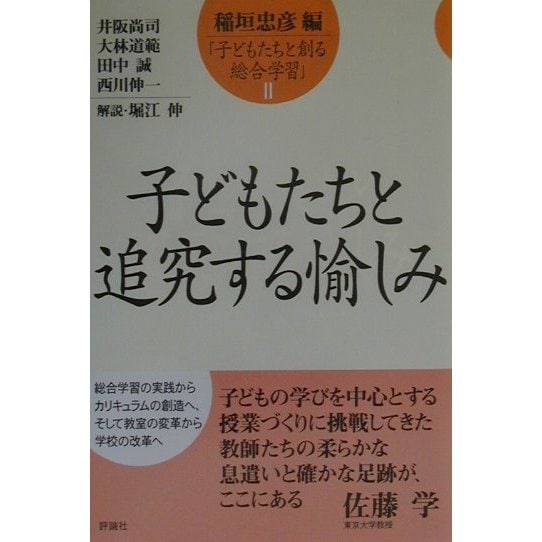 井阪尚司
大林道範
田中 誠
西川伸一
解説・堀江 伸
稲垣忠彦 編
「子どもたちと創る
総合学習」
II
子どもたちと
追究する愉しみ
総合学習の実践から
カリキュラムの創造へ、
そして教室の変革から
学校の改革へ
子どもの学びを中心とする
授業づくりに挑戦してきた
教師たちの柔らかな
息遣いと確かな足跡が、
ここにある
佐藤 学
東京大学教授
評論社